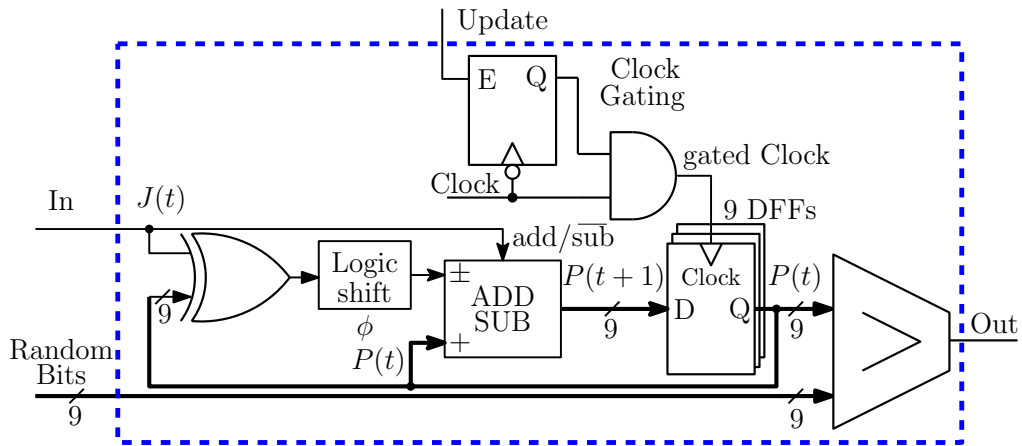 Update
E Q
Clock
Gating
Clock
gated Clock
In
J(t)
9 DFFs
add/s̅u̅b̅
Logic
shift
ϕ
±
ADD
SUB
+
P(t)
P(t + 1)
9
D
Clock
Q
P(t)
9
9
>
Out
Random
Bits
9
9